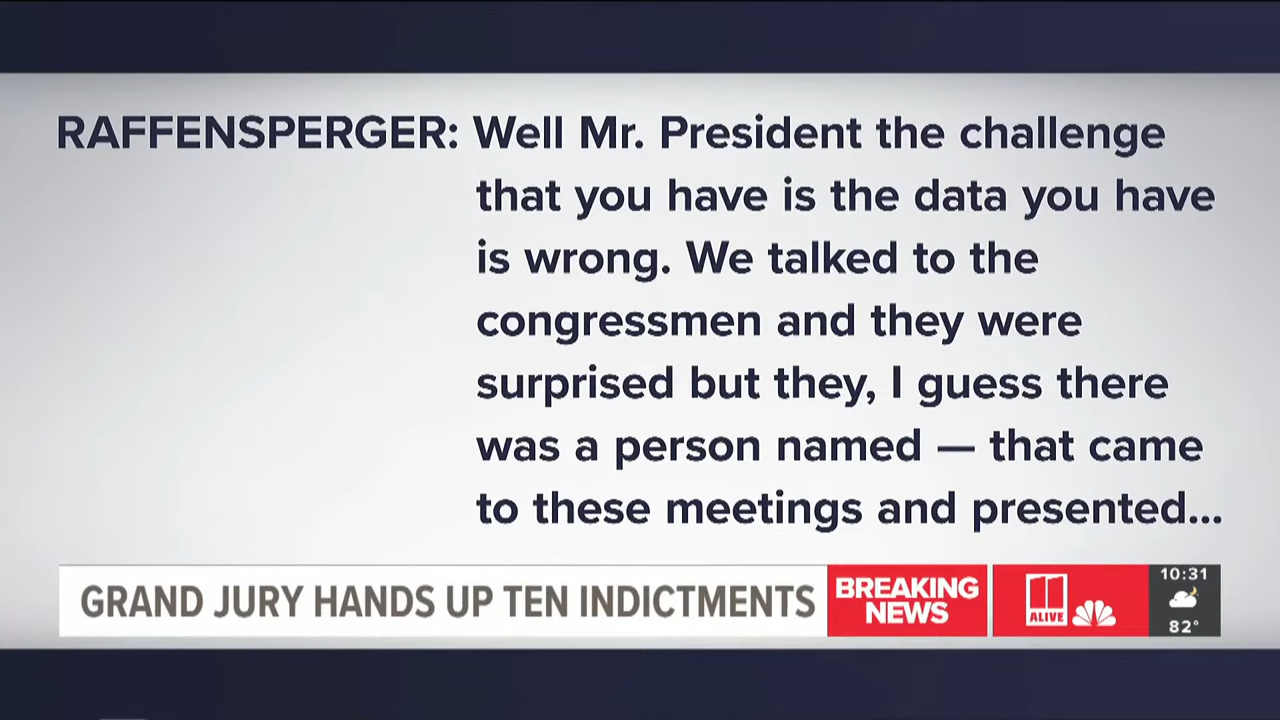 RAFFENSPERGER: Well Mr. President the challenge
that you have is the data you have
is wrong. We talked to the
congressmen and they were
surprised but they, I guess there
was a person named — that came
to these meetings and presented...
GRAND JURY HANDS UP TEN INDICTMENTS
BREAKING
NEWS
11
ALIVE
10:31
82°